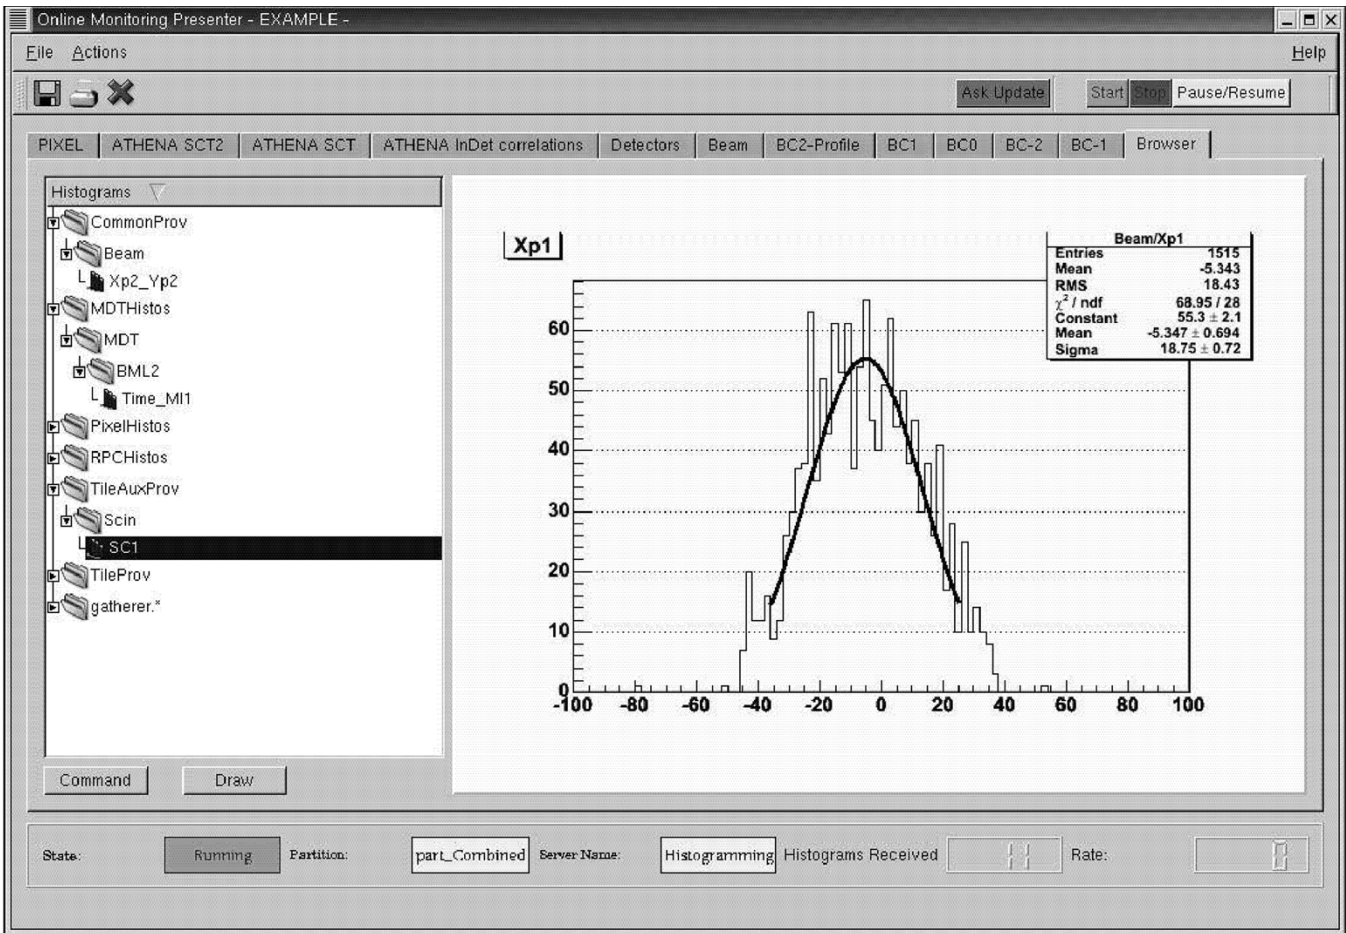 Online Monitoring Presenter - EXAMPLE -
File Actions Help
Ask Update Start Stop Pause/Resume
PIXEL ATHENA SCT2 ATHENA SCT ATHENA InDet correlations Detectors Beam BC2-Profile BC1 BC0 BC-2 BC-1 Browser
Histograms
CommonProv
Beam
Xp2_Yp2
MDTHistos
MDT
BML2
Time_Ml1
PixelHistos
RPCHistos
TileAuxProv
Scin
SC1
TileProv
gatherer.*
Command Draw
Xp1
Beam/Xp1
Entries 1515
Mean -5.343
RMS 18.43
χ² / ndf 68.95 / 28
Constant 55.3 ± 2.1
Mean -5.347 ± 0.694
Sigma 18.75 ± 0.72
60
50
40
30
20
10
0
-100 -80 -60 -40 -20 0 20 40 60 80 100
State: Running Partition: part_Combined Server Name: Histogramming Histograms Received 11 Rate: 0